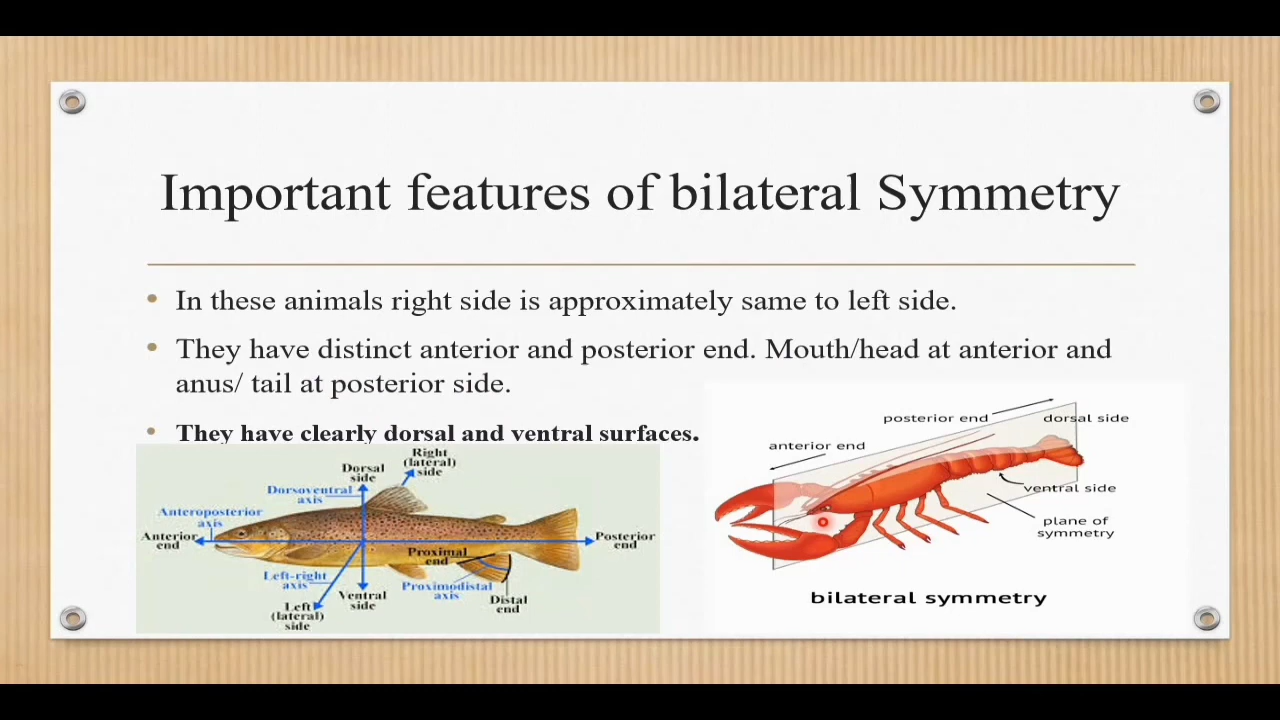 Important features of bilateral Symmetry
In these animals right side is approximately same to left side.
They have distinct anterior and posterior end. Mouth/head at anterior and
anus/ tail at posterior side.
They have clearly dorsal and ventral surfaces.
Right
(lateral)
side
Dorsal
side
Dorsoventral
axis
Anteroposterior
axis
Anterior
end
Posterior
end
Proximal
end
Left-right
axis
Proximodistal
axis
Ventral
side
Distal
end
Left
(lateral)
side
posterior end
dorsal side
anterior end
ventral side
plane of
symmetry
bilateral symmetry